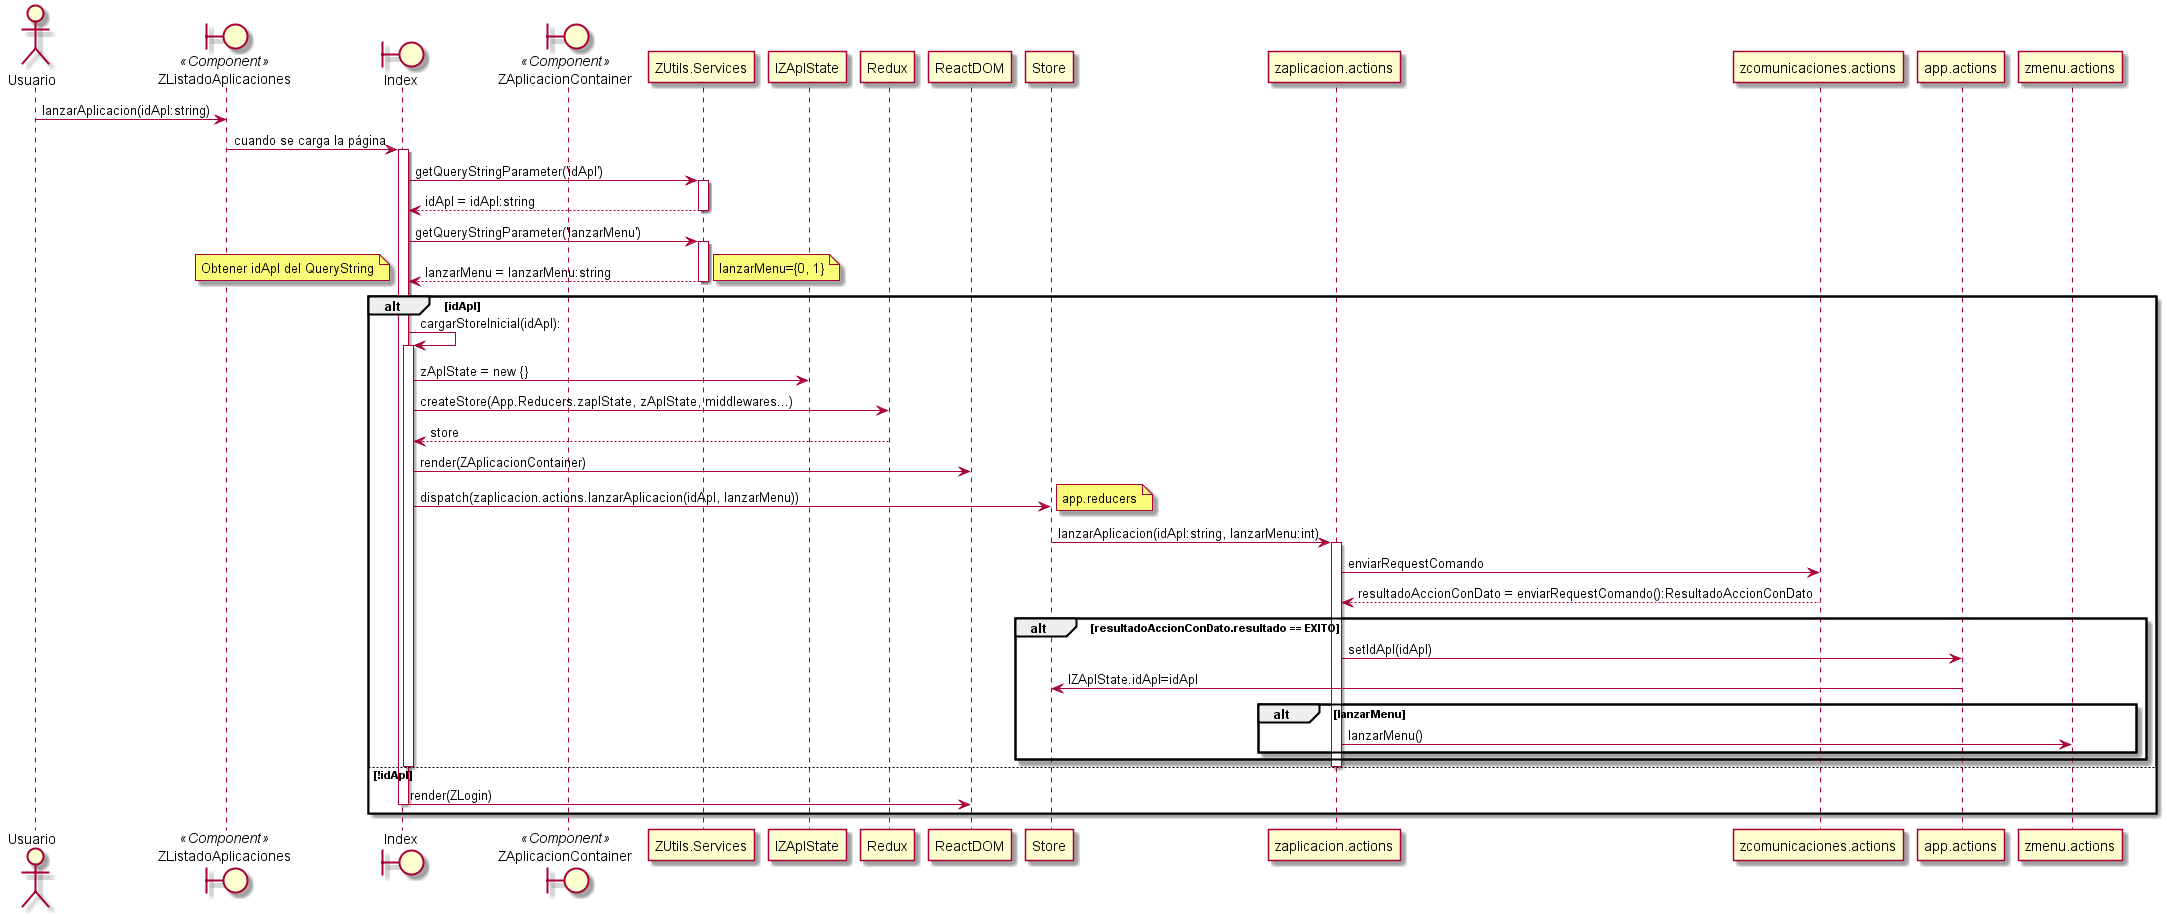 Usuario
«Component»
ZListadoAplicaciones
Index
«Component»
ZAplicacionContainer
ZUtils.Services
IZAplState
Redux
ReactDOM
Store
zaplicacion.actions
zcomunicaciones.actions
app.actions
zmenu.actions
lanzarAplicacion(idApl:string)
cuando se carga la página
getQueryStringParameter('idApl')
idApl = idApl:string
getQueryStringParameter('lanzarMenu')
Obtener idApl del QueryString
lanzarMenu = lanzarMenu:string
lanzarMenu={0, 1}
alt [idApl]
cargarStoreInicial(idApl):
zAplState = new {}
createStore(App.Reducers.zaplState, zAplState, middlewares...)
store
render(ZAplicacionContainer)
dispatch(zaplicacion.actions.lanzarAplicacion(idApl, lanzarMenu))
app.reducers
lanzarAplicacion(idApl:string, lanzarMenu:int)
enviarRequestComando
resultadoAccionConDato = enviarRequestComando():ResultadoAccionConDato
alt [resultadoAccionConDato.resultado == EXITO]
setIdApl(idApl)
IZAplState.idApl=idApl
alt [lanzarMenu]
lanzarMenu()
[!idApl]
render(ZLogin)
Usuario
«Component»
ZListadoAplicaciones
Index
«Component»
ZAplicacionContainer
ZUtils.Services
IZAplState
Redux
ReactDOM
Store
zaplicacion.actions
zcomunicaciones.actions
app.actions
zmenu.actions